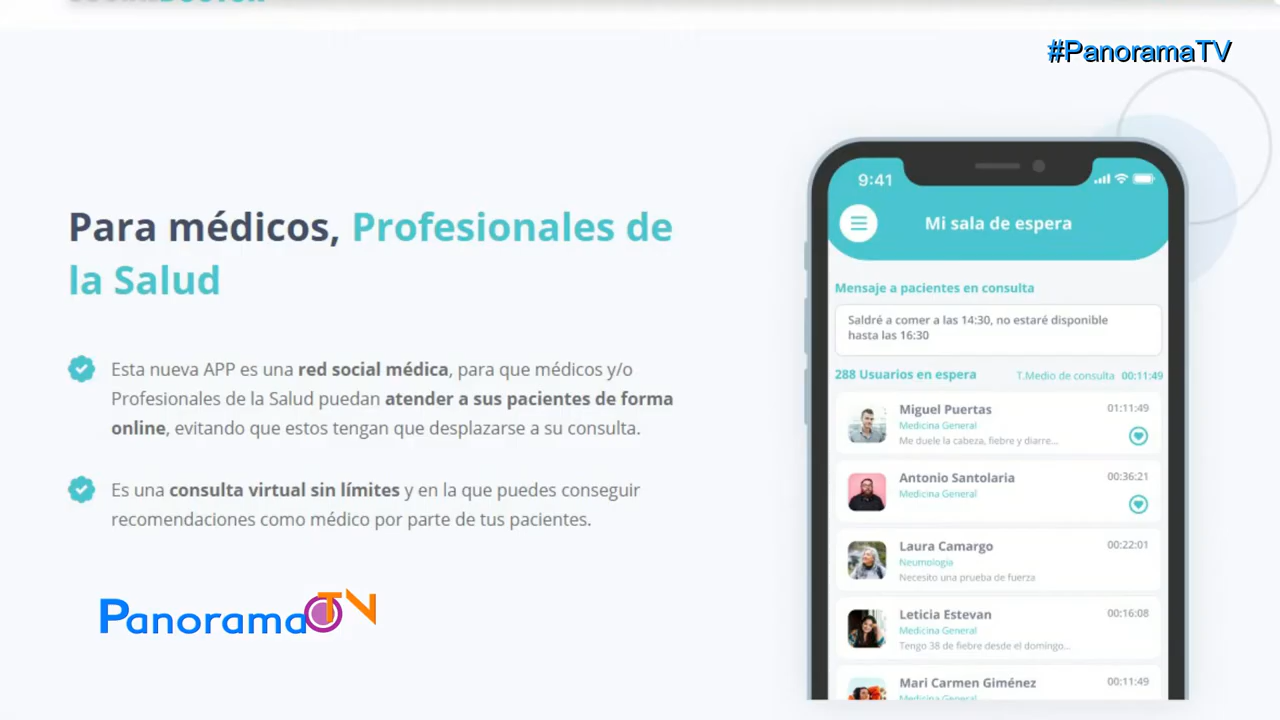 #PanoramaTV
Para médicos, Profesionales de
la Salud
Esta nueva APP es una red social médica, para que médicos y/o
Profesionales de la Salud puedan atender a sus pacientes de forma
online, evitando que estos tengan que desplazarse a su consulta.
Es una consulta virtual sin límites y en la que puedes conseguir
recomendaciones como médico por parte de tus pacientes.
PanoramaTV
9:41
Mi sala de espera
Mensaje a pacientes en consulta
Saldré a comer a las 14:30, no estaré disponible
hasta las 16:30
288 Usuarios en espera T.Medio de consulta 00:11:49
Miguel Puertas 01:11:49
Medicina General
Me duele la cabeza, fiebre y diarre...
Antonio Santolaria 00:36:21
Medicina General
Laura Camargo 00:22:01
Neumologia
Necesito una prueba de fuerza
Leticia Estevan 00:16:08
Medicina General
Tengo 38 de fiebre desde el domingo...
Mari Carmen Giménez 00:11:49
Medicina General